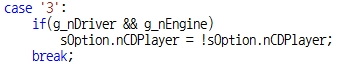 case '3':
if(g_nDriver && g_nEngine)
sOption.nCDPlayer = !sOption.nCDPlayer;
break;